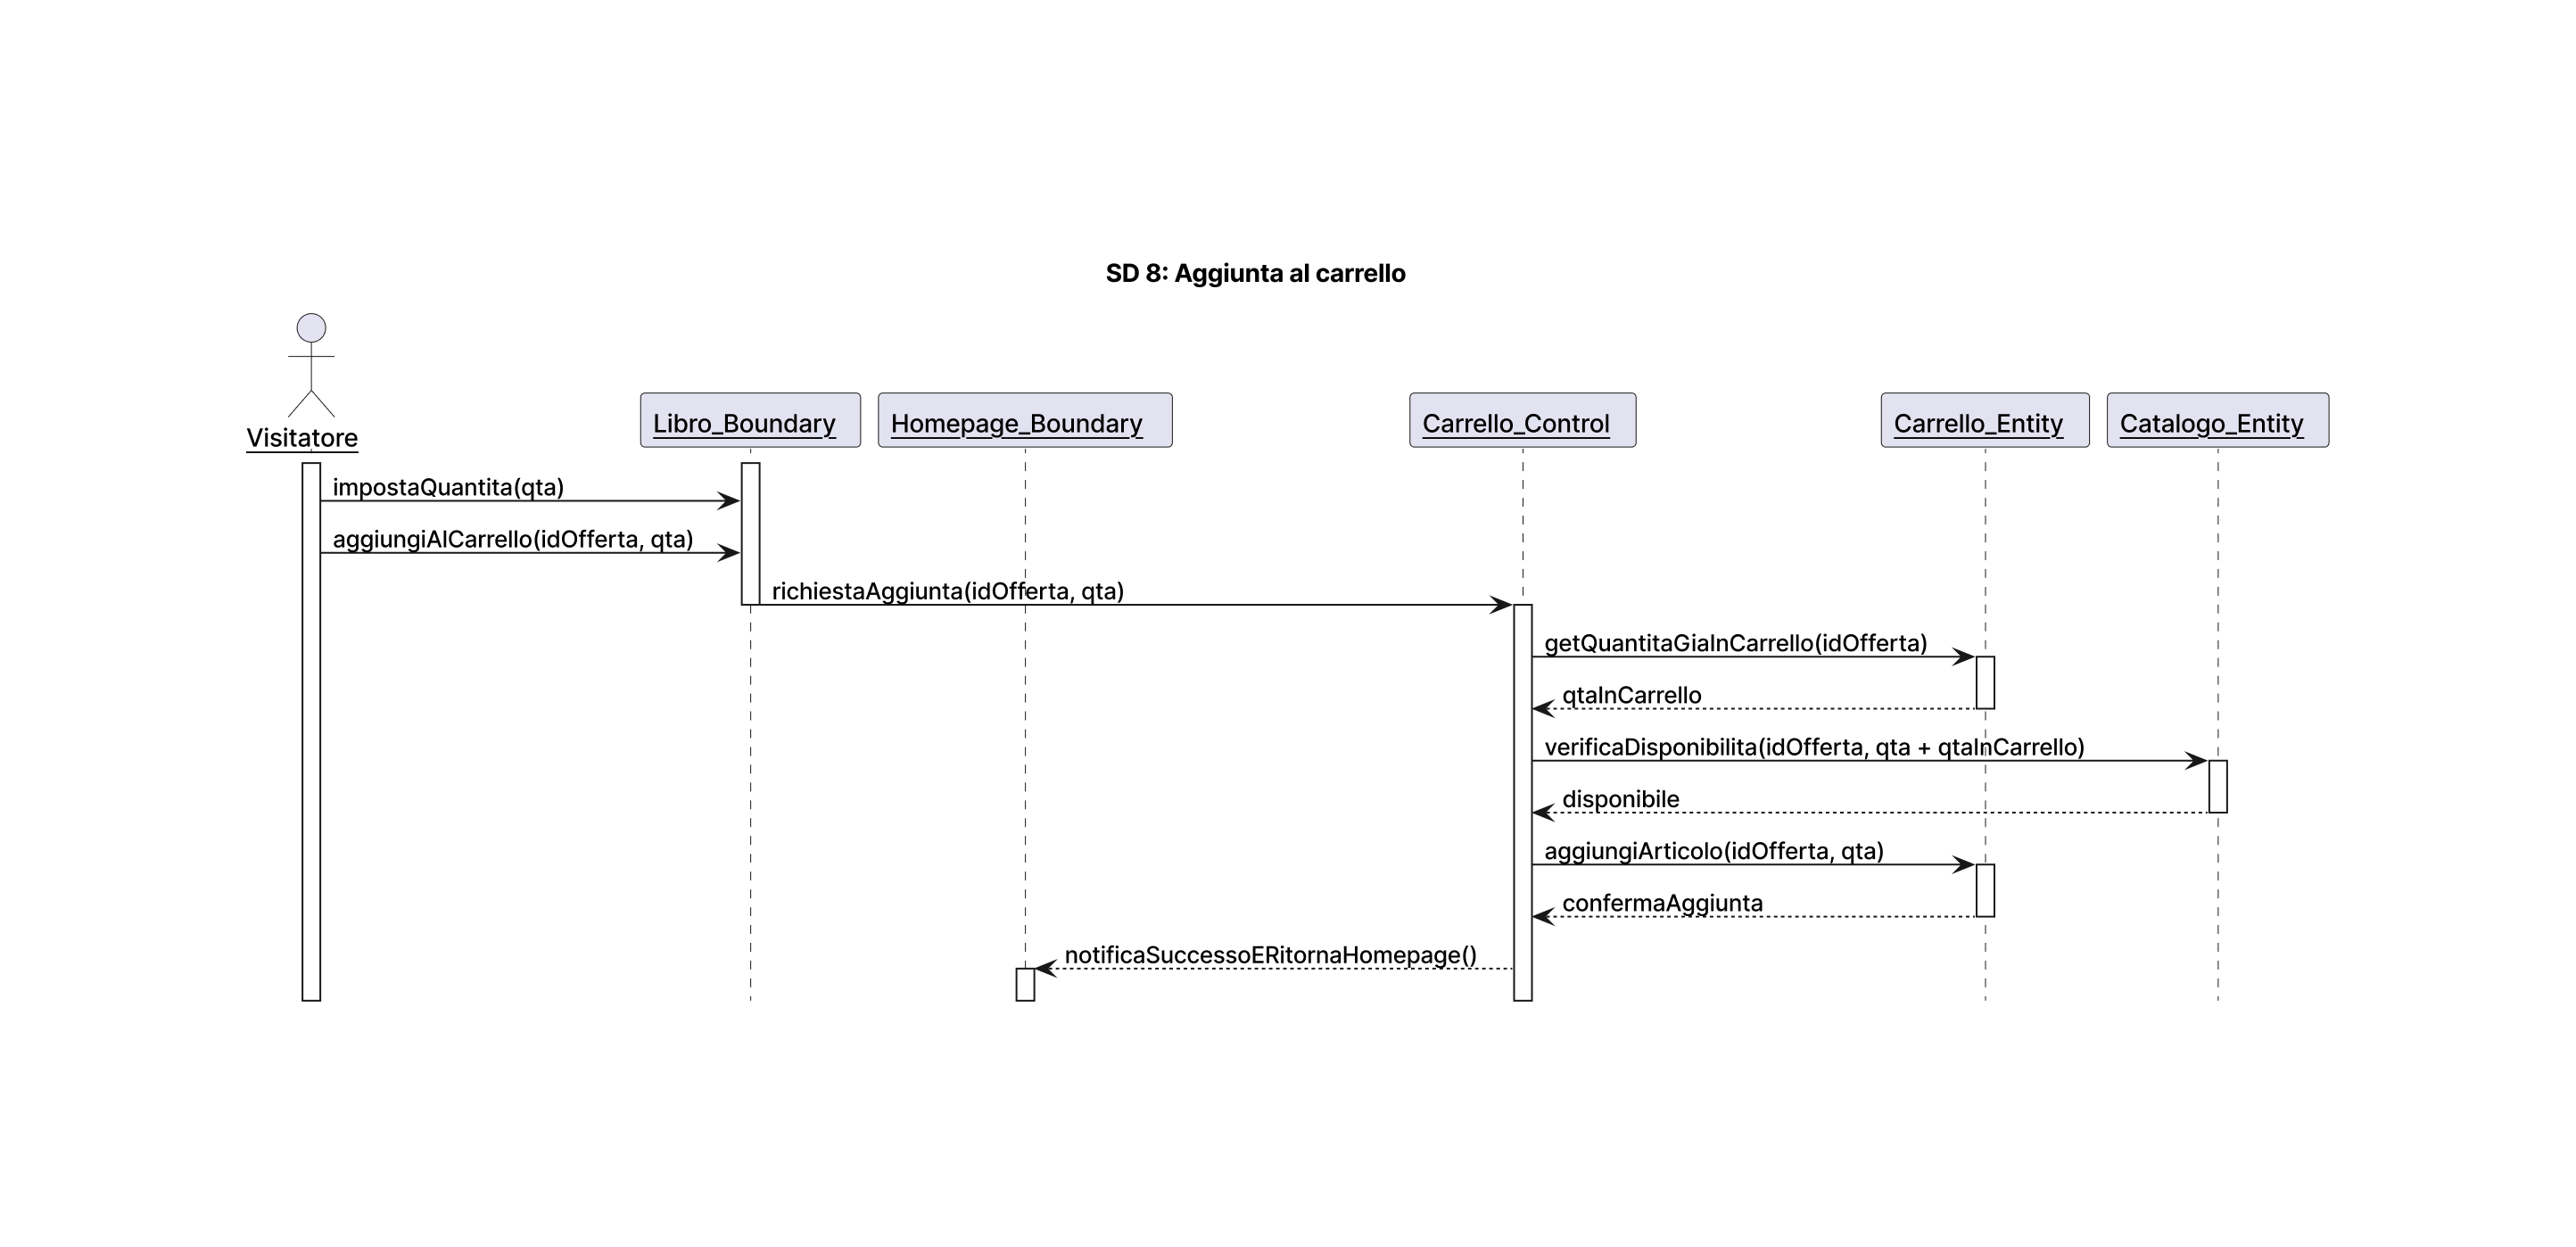 SD 8: Aggiunta al carrello
Visitatore
Libro_Boundary
Homepage_Boundary
Carrello_Control
Carrello_Entity
Catalogo_Entity
impostaQuantita(qta)
aggiungiAlCarrello(idOfferta, qta)
richiestaAggiunta(idOfferta, qta)
getQuantitaGiaInCarrello(idOfferta)
qtaInCarrello
verificaDisponibilita(idOfferta, qta + qtaInCarrello)
disponibile
aggiungiArticolo(idOfferta, qta)
confermaAggiunta
notificaSuccessoERitornaHomepage()